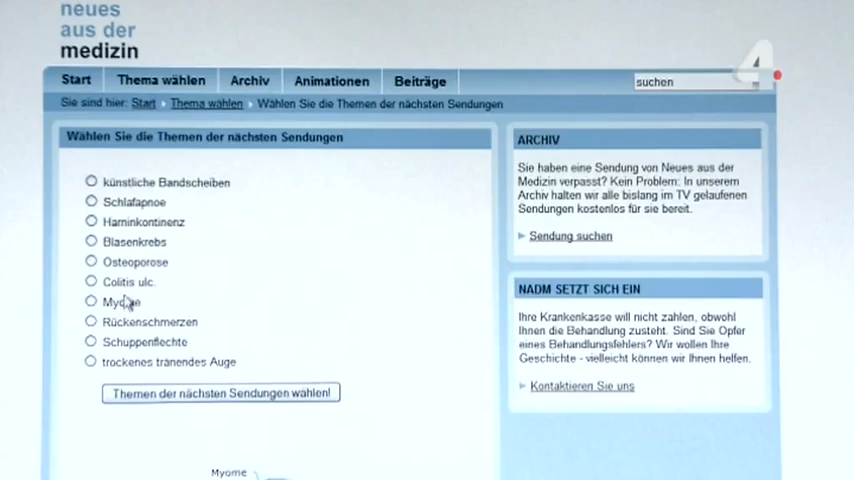 neues
aus der
medizin
4
Start Thema wählen Archiv Animationen Beiträge
suchen
Sie sind hier: Start Thema wählen Wählen Sie die Themen der nächsten Sendungen
Wählen Sie die Themen der nächsten Sendungen
künstliche Bandscheiben
Schlafapnoe
Harninkontinenz
Blasenkrebs
Osteoporose
Colitis ulc.
Rückenschmerzen
Schuppenflechte
trockenes tränendes Auge
Themen der nächsten Sendungen wählen!
Myome
ARCHIV
Sie haben eine Sendung von Neues aus der
Medizin verpasst? Kein Problem: In unserem
Archiv halten wir alle bislang im TV gelaufenen
Sendungen kostenlos für sie bereit.
Sendung suchen
NADM SETZT SICH EIN
Ihre Krankenkasse will nicht zahlen, obwohl
Ihnen die Behandlung zusteht. Sind Sie Opfer
eines Behandlungsfehlers? Wir wollen Ihre
Geschichte - vielleicht können wir Ihnen helfen.
Kontaktieren Sie uns